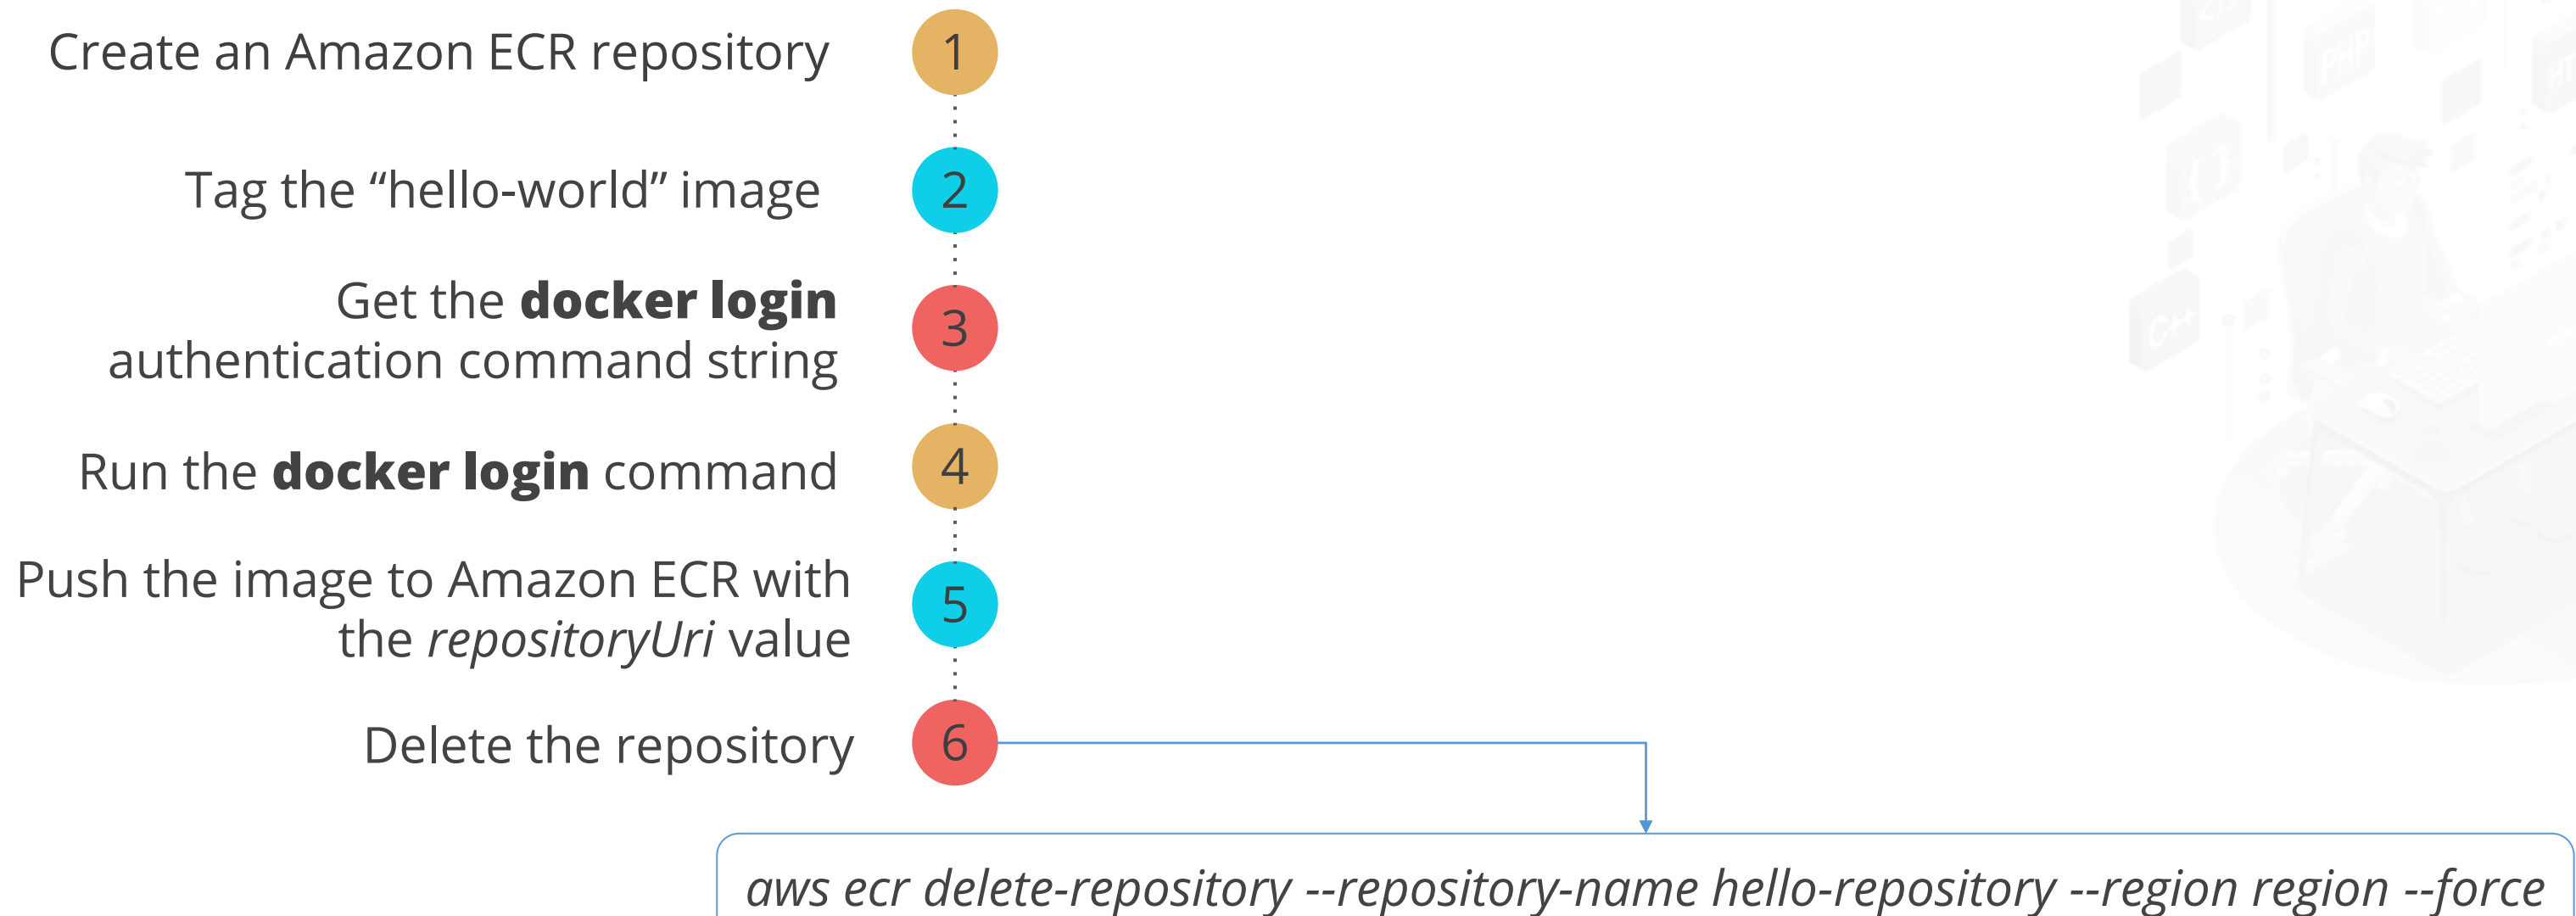 Create an Amazon ECR repository
1
Tag the “hello-world” image
2
Get the docker login
authentication command string
3
Run the docker login command
4
Push the image to Amazon ECR with
the repositoryUri value
5
Delete the repository
6
aws ecr delete-repository --repository-name hello-repository --region region --force
PHP
C++
{ }